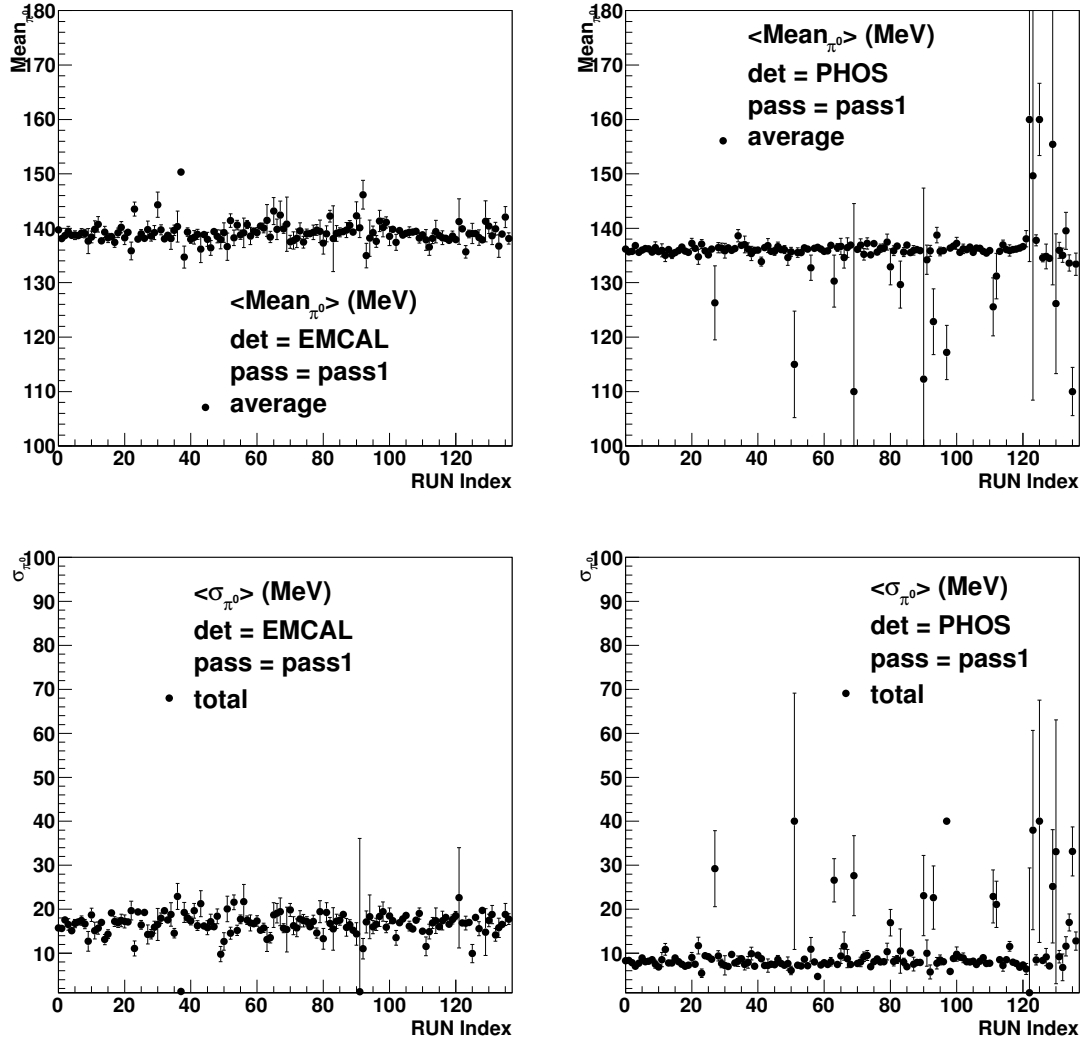 Mean_π⁰
180
170
160
150
140
130
120
110
100
<Mean_π⁰> (MeV)
det = EMCAL
pass = pass1
average
0 20 40 60 80 100 120
RUN Index
Mean_π⁰
180
170
160
150
140
130
120
110
100
<Mean_π⁰> (MeV)
det = PHOS
pass = pass1
average
0 20 40 60 80 100 120
RUN Index
σ_π⁰
100
90
80
70
60
50
40
30
20
10
<σ_π⁰> (MeV)
det = EMCAL
pass = pass1
total
0 20 40 60 80 100 120
RUN Index
σ_π⁰
100
90
80
70
60
50
40
30
20
10
<σ_π⁰> (MeV)
det = PHOS
pass = pass1
total
0 20 40 60 80 100 120
RUN Index